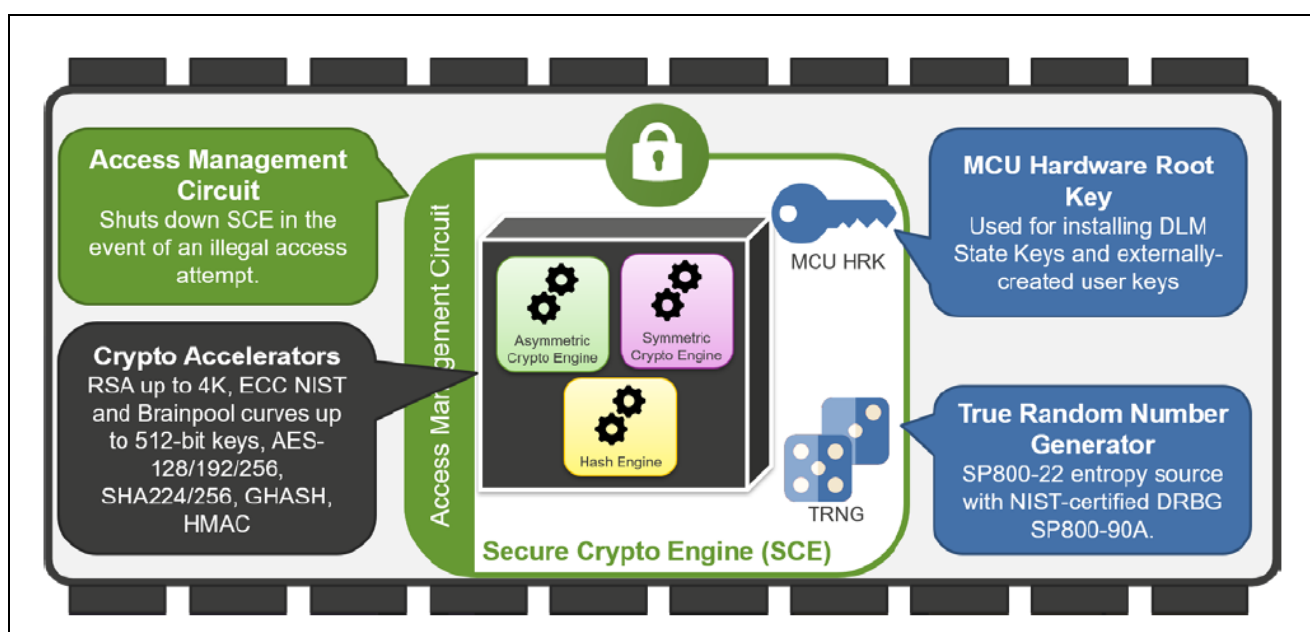 Access Management
Circuit
Shuts down SCE in the
event of an illegal access
attempt.
Crypto Accelerators
RSA up to 4K, ECC NIST
and Brainpool curves up
to 512-bit keys, AES-
128/192/256,
SHA224/256, GHASH,
HMAC
Access Management Circuit
Asymmetric
Crypto Engine
Symmetric
Crypto Engine
Hash Engine
MCU HRK
TRNG
Secure Crypto Engine (SCE)
MCU Hardware Root
Key
Used for installing DLM
State Keys and externally-
created user keys
True Random Number
Generator
SP800-22 entropy source
with NIST-certified DRBG
SP800-90A.